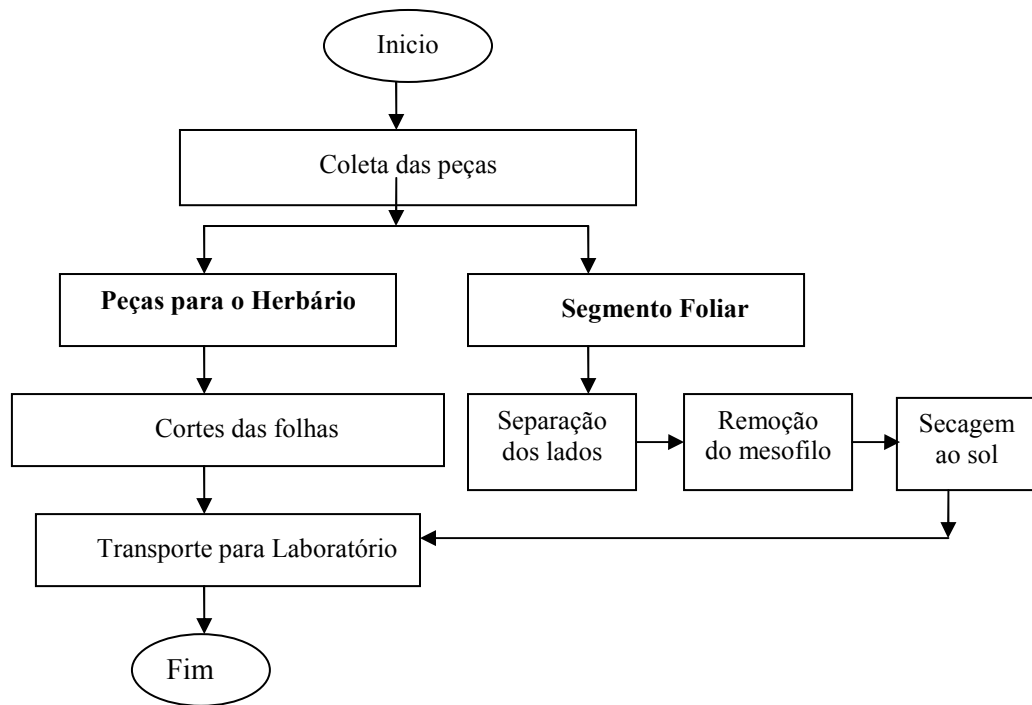 Inicio
Coleta das peças
Peças para o Herbário
Segmento Foliar
Cortes das folhas
Separação
dos lados
Remoção
do mesofilo
Secagem
ao sol
Transporte para Laboratório
Fim